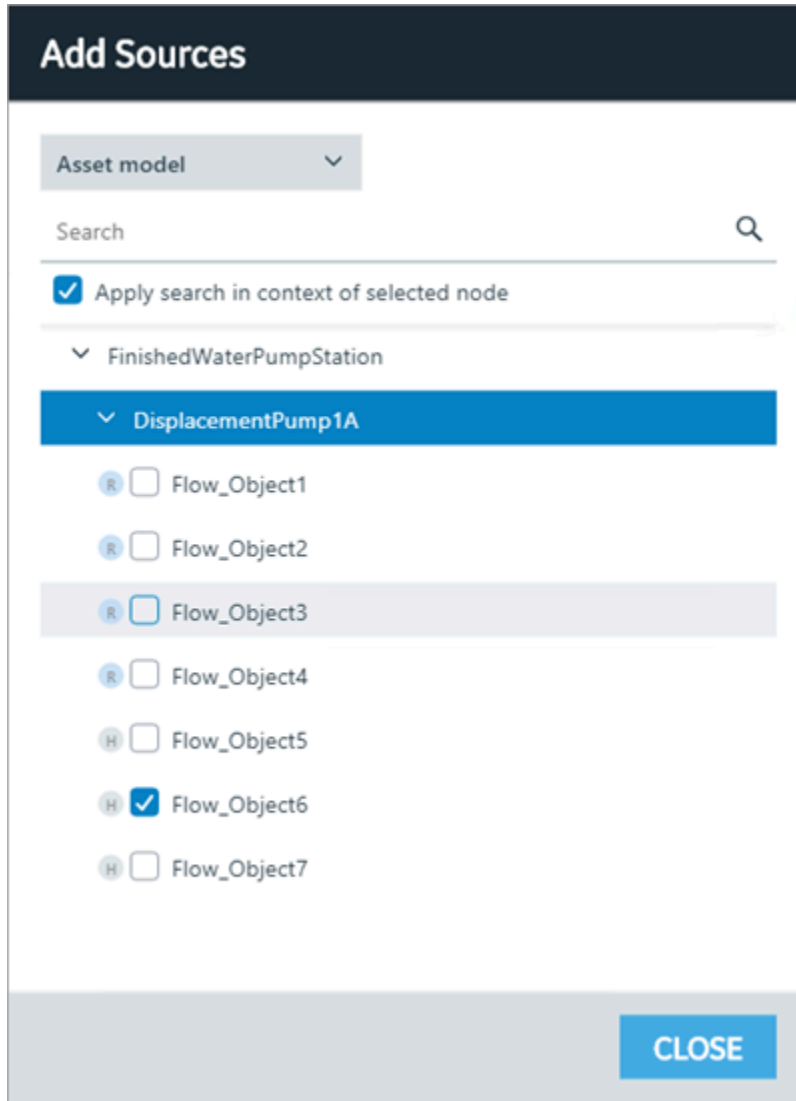 Add Sources
Asset model
Search
Apply search in context of selected node
FinishedWaterPumpStation
DisplacementPump1A
R Flow_Object1
R Flow_Object2
R Flow_Object3
R Flow_Object4
H Flow_Object5
H Flow_Object6
H Flow_Object7
CLOSE